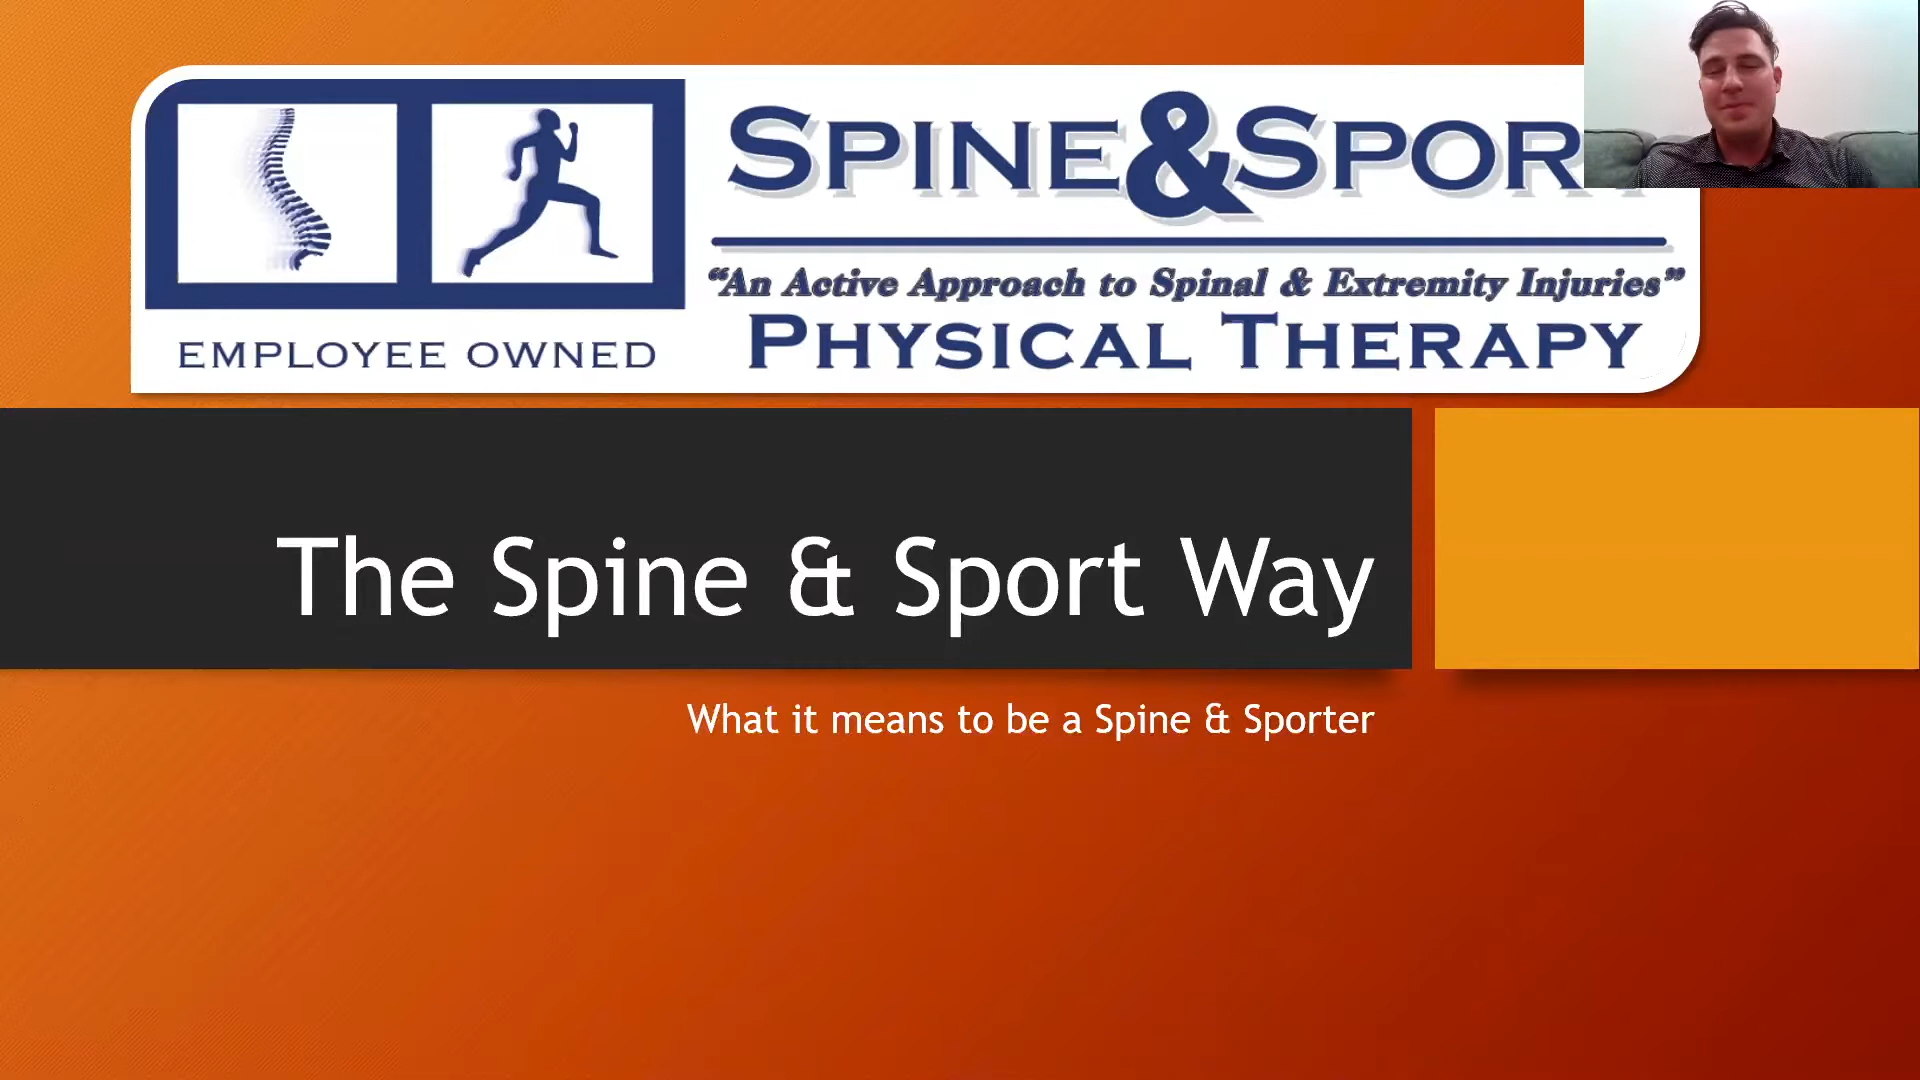 SPINE&SPOR
“An Active Approach to Spinal & Extremity Injuries”
EMPLOYEE OWNED
PHYSICAL THERAPY
The Spine & Sport Way
What it means to be a Spine & Sporter